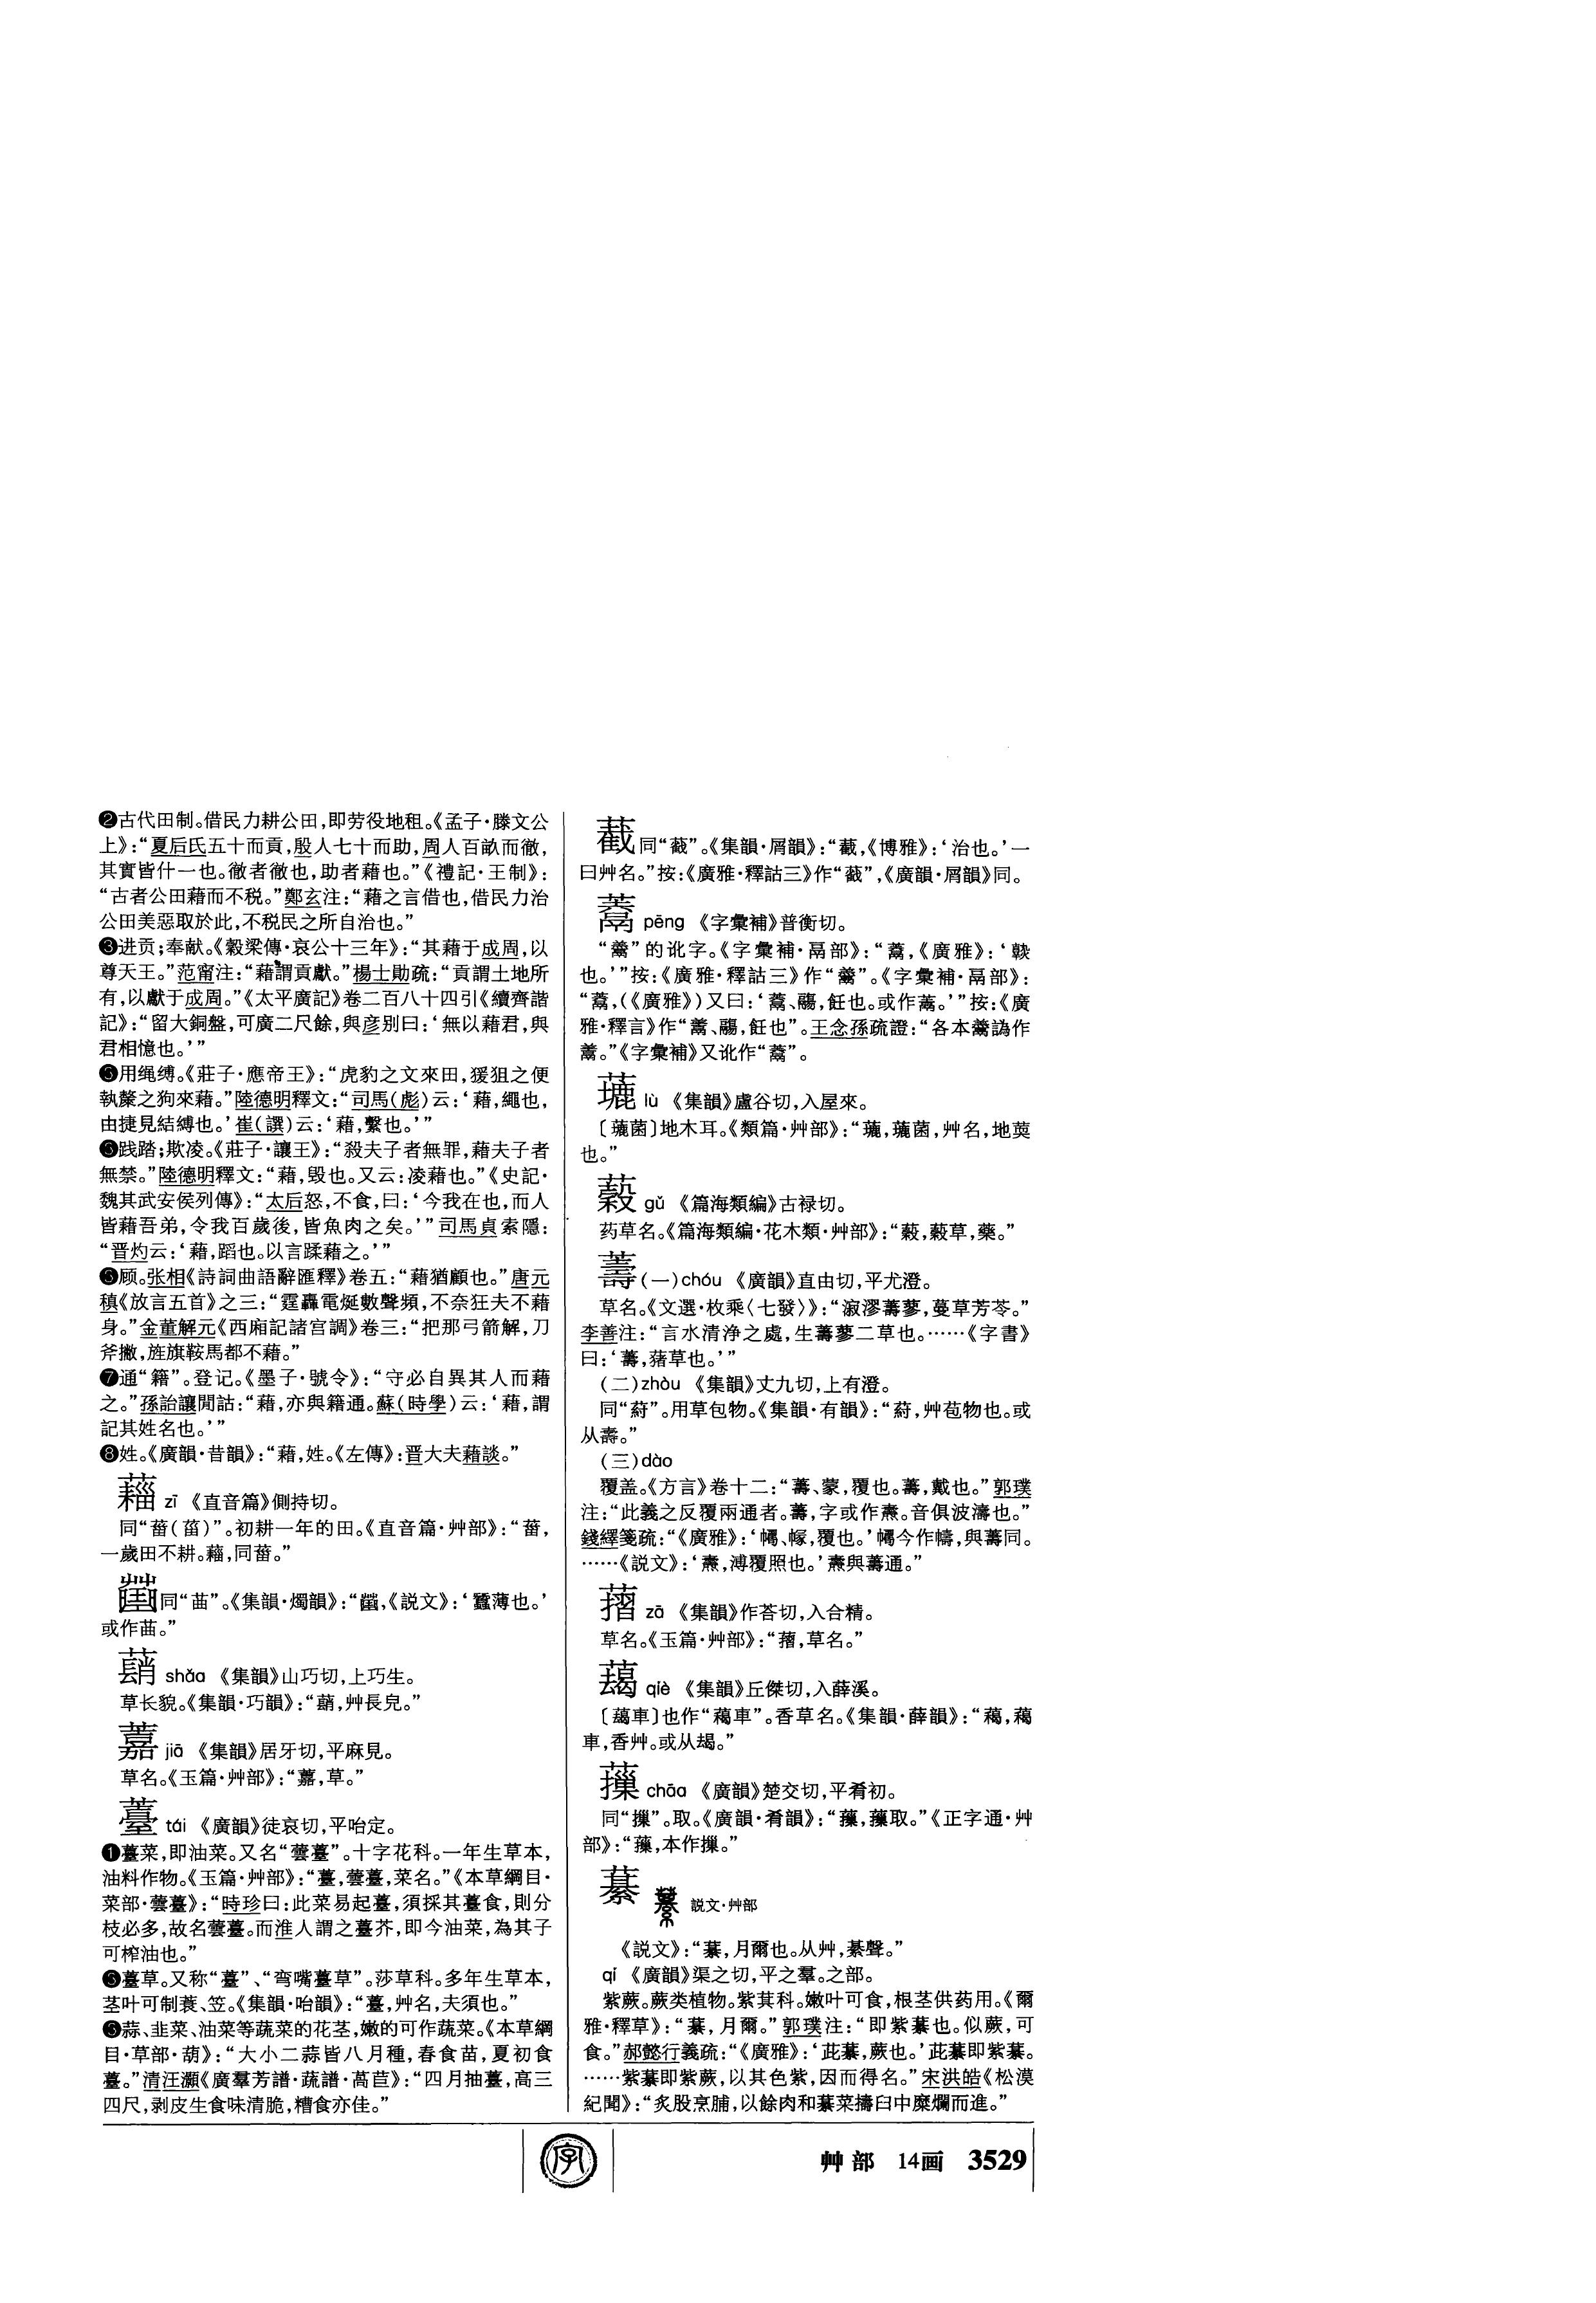 ❷古代田制。借民力耕公田,即劳役地租。《孟子·滕文公
上》:“夏后氏五十而貢,殷人七十而助,周人百畝而徹,
其實皆什一也。徹者徹也,助者藉也。”《禮記·王制》:
“古者公田藉而不税。”鄭玄注:“藉之言借也,借民力治
公田美惡取於此,不税民之所自治也。”
❸进贡;奉献。《穀梁傳·哀公十三年》:“其藉于成周,以
尊天王。”范甯注:“藉謂貢獻。”楊士勛疏:“貢謂土地所
有,以獻于成周。”《太平廣記》卷二百八十四引《續齊諧
記》:“留大銅盤,可廣二尺餘,與彦别曰:‘無以藉君,與
君相憶也。’”
用绳缚。《莊子·應帝王》:“虎豹之文來田,猨狙之便
執斄之狗來藉。”陸德明釋文:“司馬(彪)云:‘藉,繩也,
由捷見結縛也。’崔(譔)云:‘藉,繫也。’”
践踏;欺凌。《莊子·讓王》:“殺夫子者無罪,藉夫子者
無禁。”陸德明釋文:“藉,毁也。又云:凌藉也。”《史記·
魏其武安侯列傳》:“太后怒,不食,曰:‘今我在也,而人
皆藉吾弟,令我百歲後,皆魚肉之矣。’”司馬貞索隱:
“晋灼云:‘藉,蹈也。以言蹂藉之。’”
顾。张相《詩詞曲語辭匯釋》卷五:“藉猶顧也。”唐元
稹《放言五首》之三:“霆轟電烻數聲頻,不奈狂夫不藉
身。”金董解元《西廂記諸宫調》卷三:“把那弓箭解,刀
斧撇,旌旗鞍馬都不藉。”
❼通“籍”。登记。《墨子·號令》:“守必自異其人而藉
之。”孫詒讓閒詁:“藉,亦與籍通。蘇(時學)云:‘藉,謂
記其姓名也。’”
❽姓。《廣韻·昔韻》:“藉,姓。《左傳》:晋大夫藉談。”
zī 《直音篇》側持切。
同“葘(菑)”。初耕一年的田。《直音篇·艸部》:“葘,
一歲田不耕。同葘。”
同“苗”。《集韻·燭韻》:“《説文》:‘蠶薄也。’
或作苗。”
shǎo 《集韻》山巧切,上巧生。
草长貌。《集韻·巧韻》:“艸長皃。”
jiā 《集韻》居牙切,平麻見。
草名。《玉篇·艸部》:“草。”
薹 tái 《廣韻》徒哀切,平咍定。
❶薹菜,即油菜。又名“蕓薹”。十字花科。一年生草本,
油料作物。《玉篇·艸部》:“薹,蕓薹,菜名。”《本草綱目·
菜部·蕓薹》:“時珍曰:此菜易起薹,須採其薹食,則分
枝必多,故名蕓薹。而淮人謂之薹芥,即今油菜,為其子
可榨油也。”
薹草。又称“薹”、“弯嘴薹草”。莎草科。多年生草本,
茎叶可制蓑、笠。《集韻·咍韻》:“薹,艸名,夫須也。”
蒜、韭菜、油菜等蔬菜的花茎,嫩的可作蔬菜。《本草綱
目·草部·葫》:“大小二蒜皆八月種,春食苗,夏初食
薹。”清汪灝《廣羣芳譜·蔬譜·萵苣》:“四月抽薹,高三
四尺,剥皮生食味清脆,糟食亦佳。”
同“蕺”。《集韻·屑韻》:“《博雅》:‘治也。’一
曰艸名。”按:《廣雅·釋詁三》作,《廣韻·屑韻》同。
pēng 《字彙補》普衡切。
的讹字。《字彙補·鬲部》:“《廣雅》:
也。’”按:《廣雅·釋詁三》作。《字彙補·鬲部》:
“(《廣雅》)又曰:飪也。或作’”按:《廣
雅·釋言》作飪也”。王念孫疏證:“各本譌作
”《字彙補》又讹作。
lù 《集韻》盧谷切,入屋來。
〔菌〕地木耳。《類篇·艸部》:“菌,艸名,地萸
也。”
gǔ 《篇海類編》古禄切。
药草名。《篇海類編·花木類·艸部》:“草,藥。”
(一)chóu 《廣韻》直由切,平尤澄。
草名。《文選·枚乘〈七發〉》:“漃漻薵蓼,蔓草芳苓。”
李善注:“言水清浄之處,生薵蓼二草也。……《字書》
曰:‘薵,藸草也。’”
(二)zhòu 《集韻》丈九切,上有澄。
同“葤”。用草包物。《集韻·有韻》:“葤,艸苞物也。或
从壽。”
(三)dào
覆盖。《方言》卷十二:“薵、蒙,覆也。薵,戴也。”郭璞
注:“此義之反覆兩通者。薵,字或作燾。音俱波濤也。”
錢繹箋疏:“《廣雅》:‘幬、幏,覆也。’幬今作幬,與薵同。
……《説文》:‘燾,溥覆照也。’燾與薵通。”
zā 《集韻》作荅切,入合精。
草名。《玉篇·艸部》:“草名。”
qiè 《集韻》丘傑切,入薛溪。
〔車〕也作“藒車”。香草名。《集韻·薛韻》:“藒,藒
車,香艸。或从朅。”
chāo 《廣韻》楚交切,平肴初。
同“摷”。取。《廣韻·肴韻》:“取。”《正字通·艸
部》:“本作摷。”
藄 説文·艸部
《説文》:“藄,月爾也。从艸,綦聲。”
qí 《廣韻》渠之切,平之羣。之部。
紫蕨。蕨类植物。紫萁科。嫩叶可食,根茎供药用。《爾
雅·釋草》:“藄,月爾。”郭璞注:“即紫藄也。似蕨,可
食。”郝懿行義疏:“《廣雅》:‘茈藄,蕨也。’茈藄即紫藄。
……紫藄即紫蕨,以其色紫,因而得名。”宋洪皓《松漠
紀聞》:“炙股烹脯,以餘肉和藄菜擣臼中糜爛而進。”
字
艸部 14画 3529